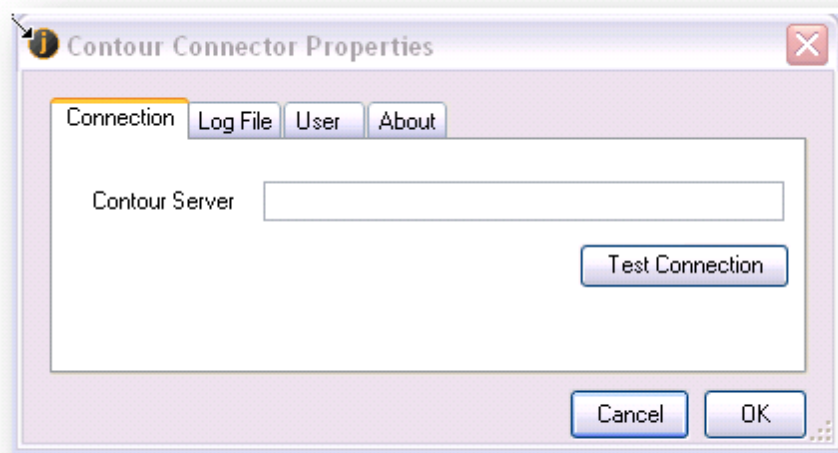 j Contour Connector Properties
Connection Log File User About
Contour Server
Test Connection
Cancel OK